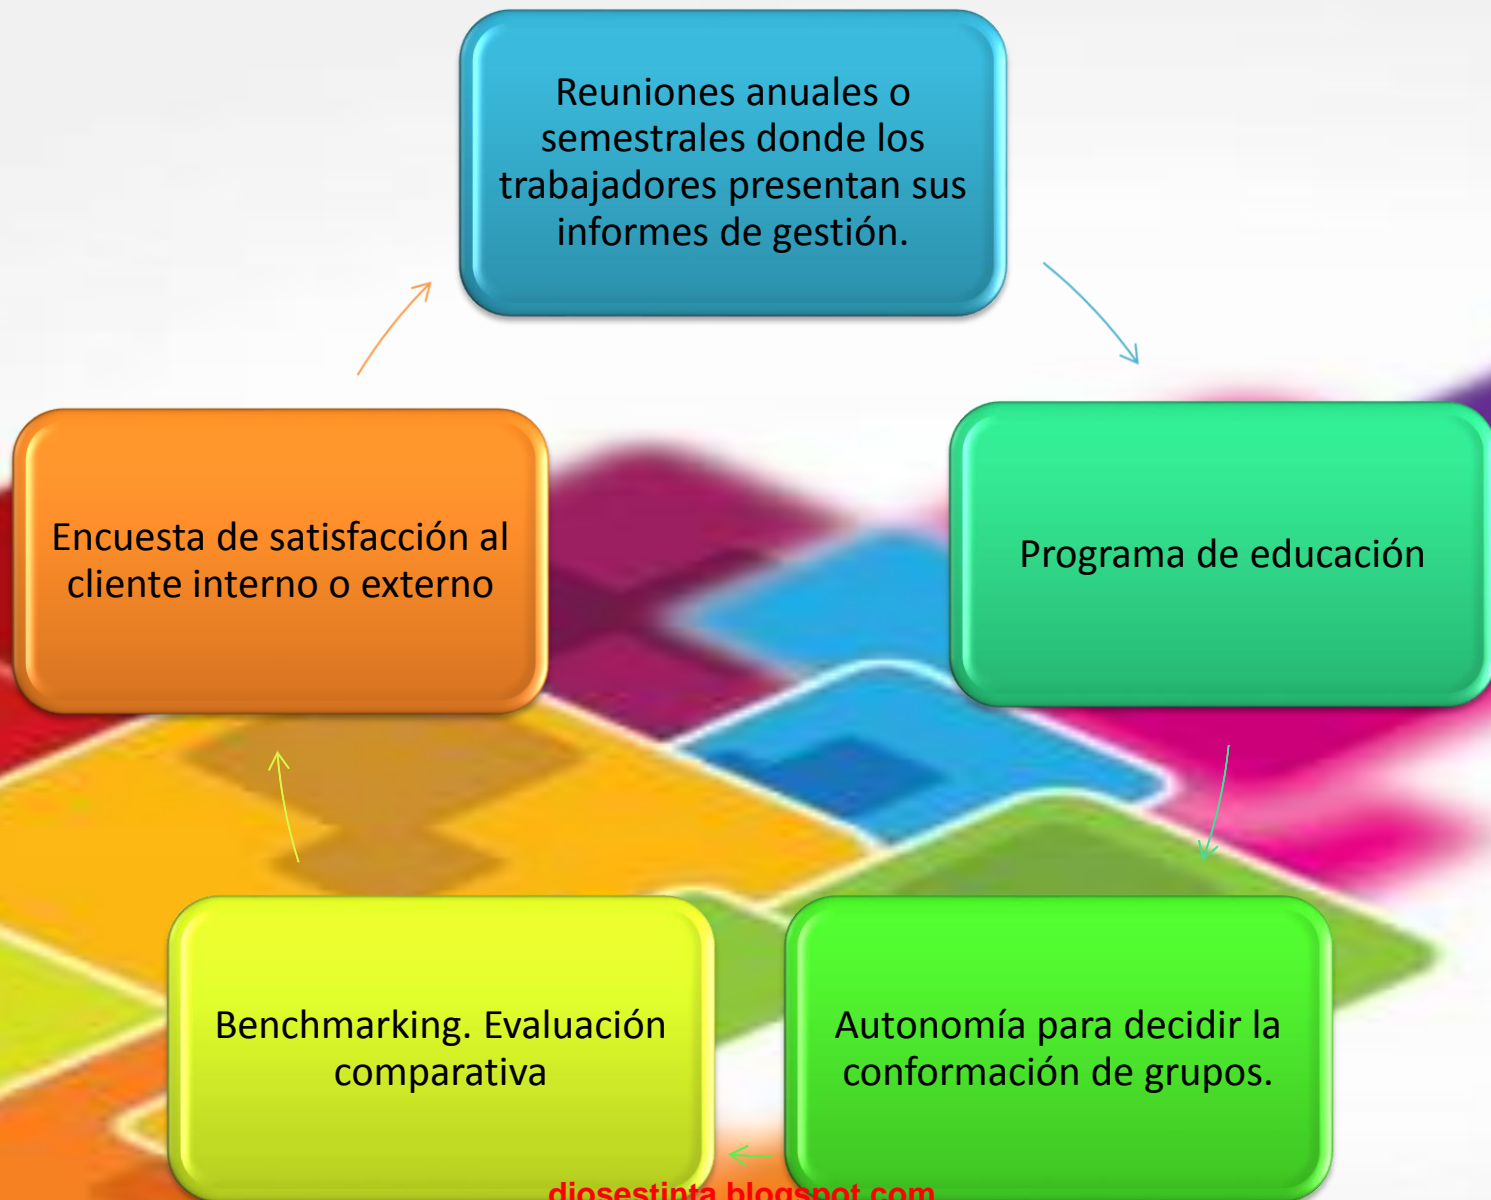 Reuniones anuales o
semestrales donde los
trabajadores presentan sus
informes de gestión.
Encuesta de satisfacción al
cliente interno o externo
Programa de educación
Benchmarking. Evaluación
comparativa
Autonomía para decidir la
conformación de grupos.
diosestinta.blogspot.com